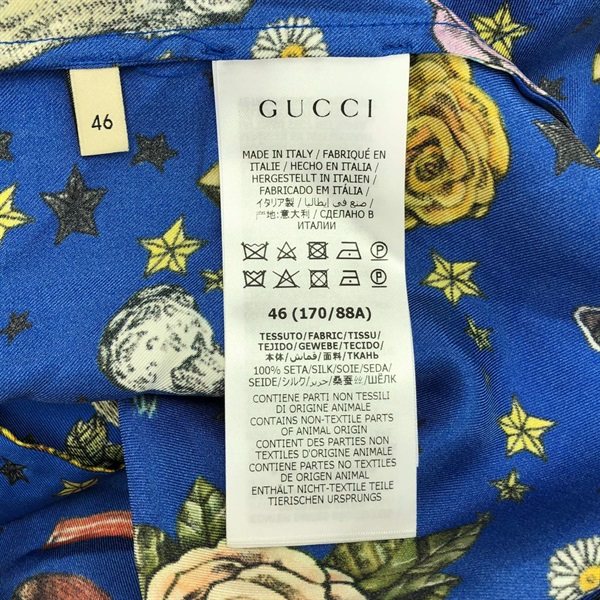 46
GUCCI
MADE IN ITALY / FABRIQUÉ EN
ITALIE / HECHO EN ITALIA /
HERGESTELLT IN ITALIEN /
FABRICADO EM ITÁLIA /
イタリア製 / صنع في إيطاليا /
产地:意大利 / СДЕЛАНО В
ИТАЛИИ
46 (170/88A)
TESSUTO/FABRIC/TISSU/
TEJIDO/GEWEBE/TECIDO/
本体/قماش/面料/ТКАНЬ
100% SETA/SILK/SOIE/SEDA/
SEIDE/シルク/حرير/桑蚕丝/ШЁЛК
CONTIENE PARTI NON TESSILI
DI ORIGINE ANIMALE
CONTAINS NON-TEXTILE PARTS
OF ANIMAL ORIGIN
CONTIENT DES PARTIES NON
TEXTILES D'ORIGINE ANIMALE
CONTIENE PARTES NO TEXTILES
DE ORIGEN ANIMAL
ENTHÄLT NICHT-TEXTILE TEILE
TIERISCHEN URSPRUNGS